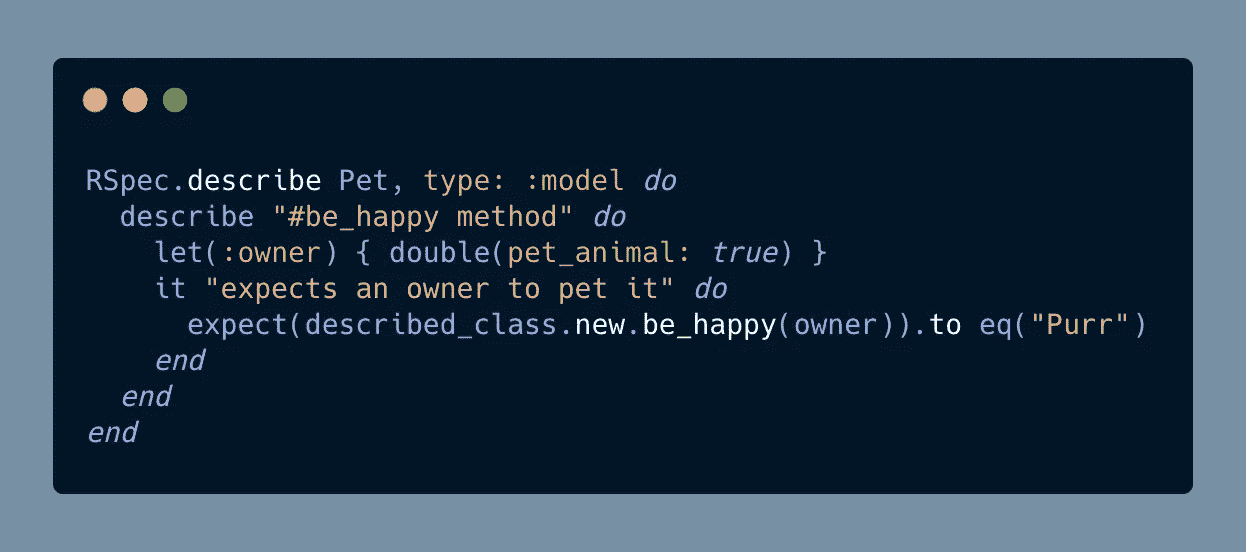 RSpec.describe Pet, type: :model do
  describe "#be_happy method" do
    let(:owner) { double(pet_animal: true) }
    it "expects an owner to pet it" do
      expect(described_class.new.be_happy(owner)).to eq("Purr")
    end
  end
end